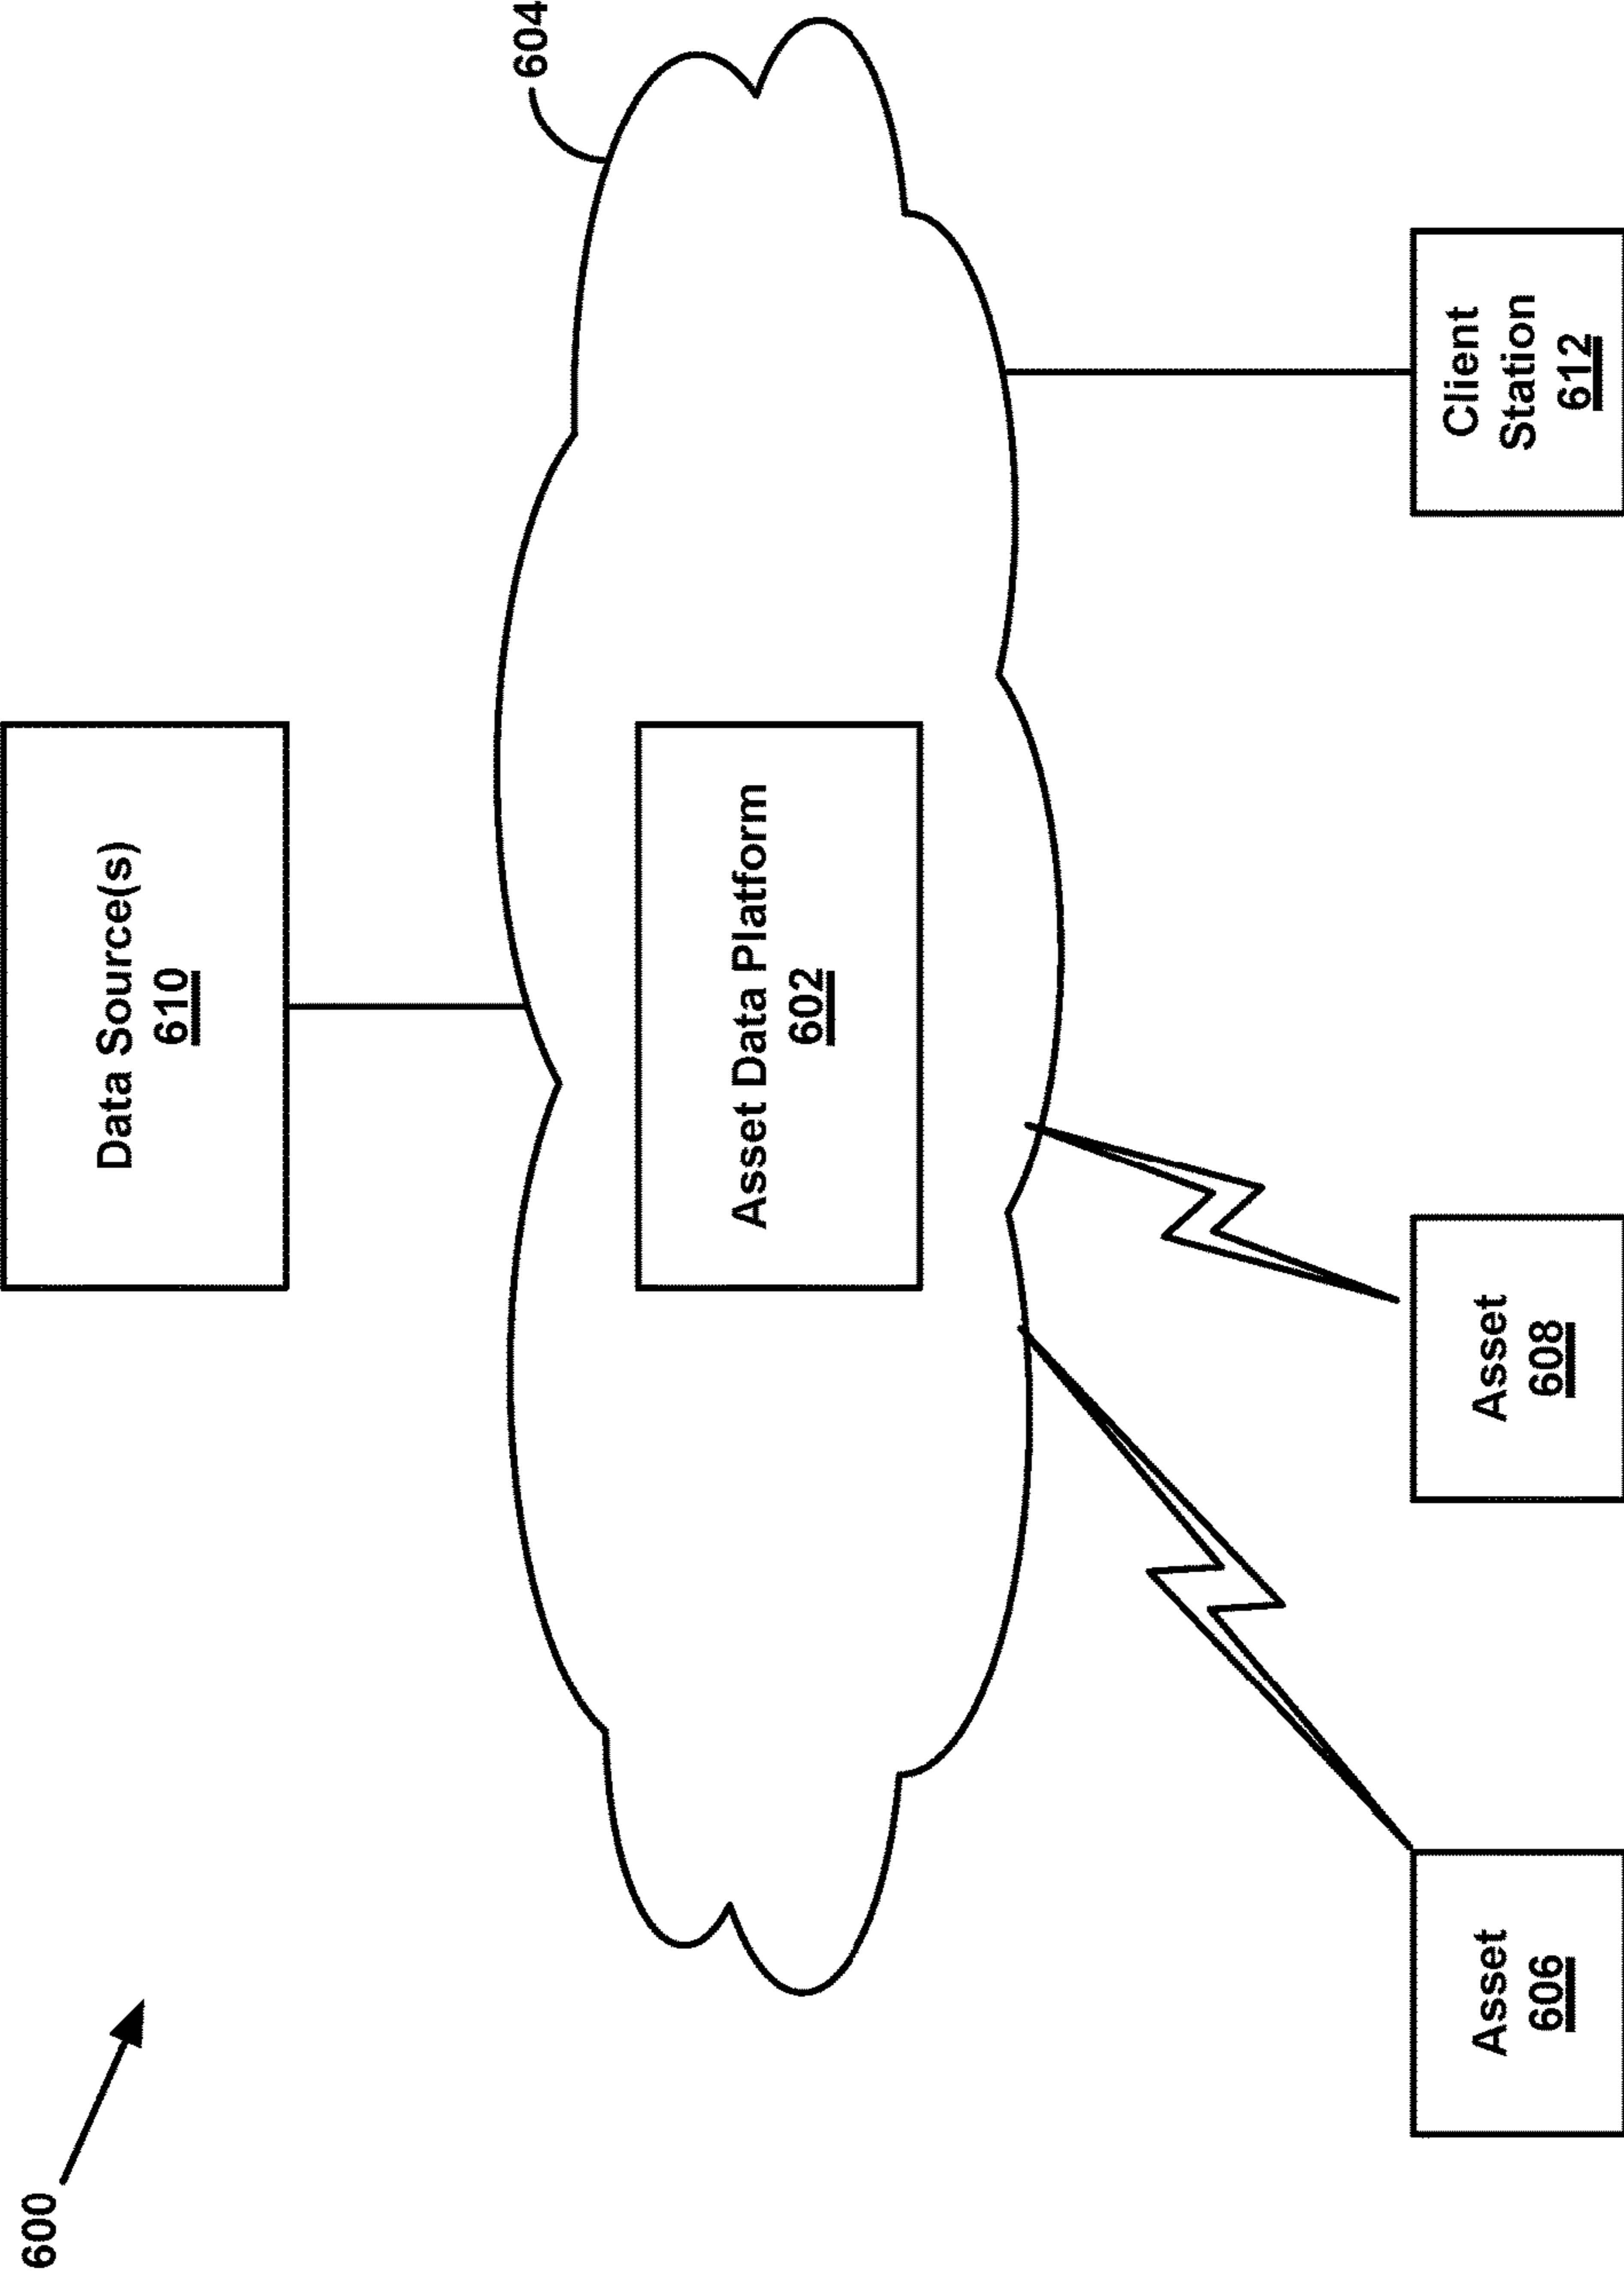 600
Data Source(s)
610
604
Asset Data Platform
602
Asset
606
Asset
608
Client
Station
612